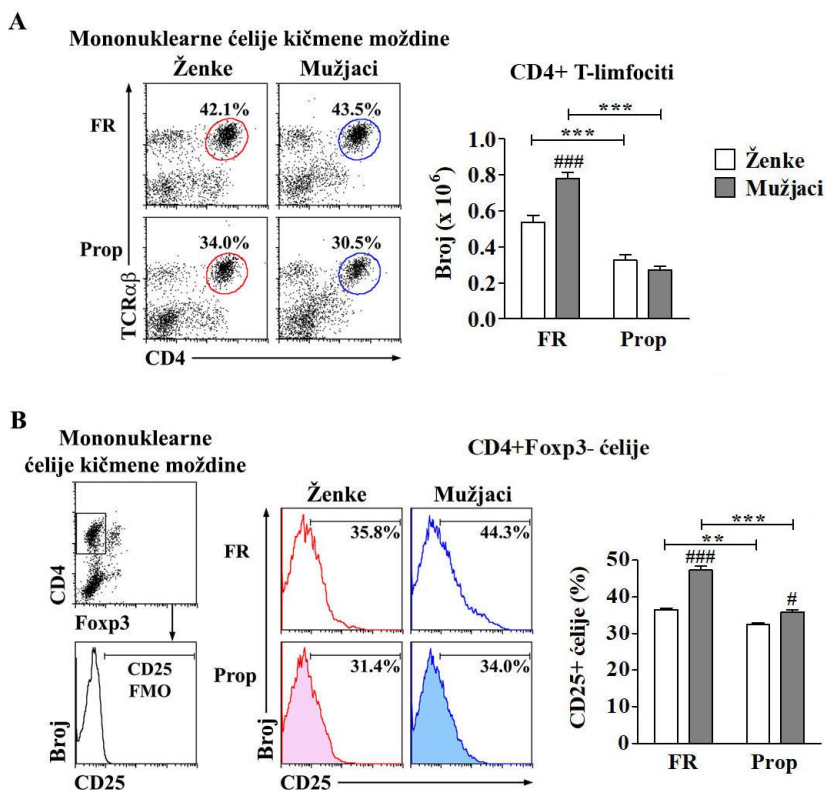 A
Mononuklearne ćelije kičmene moždine
Ženke
Mužjaci
FR
42.1%
43.5%
Prop
34.0%
30.5%
TCRαβ
CD4
CD4+ T-limfociti
***
***
###
Ženke
Mužjaci
Broj (x 10⁶)
1.0
0.8
0.6
0.4
0.2
0.0
FR
Prop
B
Mononuklearne
ćelije kičmene moždine
CD4
Foxp3
CD25
FMO
Broj
CD25
CD4+Foxp3- ćelije
Ženke
Mužjaci
FR
35.8%
44.3%
Prop
31.4%
34.0%
Broj
CD25
***
**
###
#
CD25+ ćelije (%)
50
40
30
20
10
0
FR
Prop